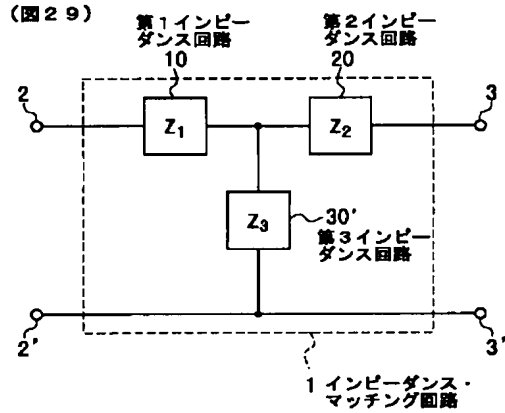 (図29)
第1インピー
ダンス回路
10
第2インピー
ダンス回路
20
2
3
Z1
Z2
Z3
30'
第3インピー
ダンス回路
2'
3'
1 インピーダンス・
マッチング回路